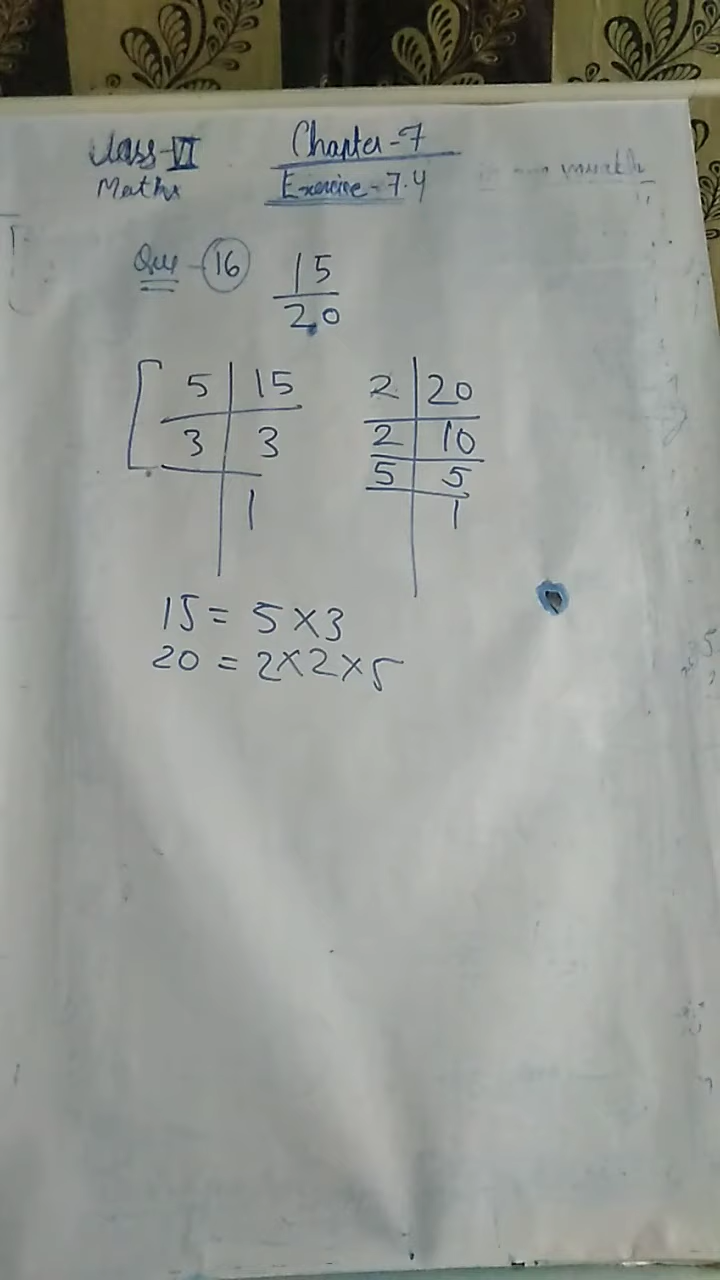 Class-VI Chapter-7
Maths Exercise-7.4
Que - 16 15
20
5 15 2 20
3 3 2 10
5 5
1 1
15 = 5×3
20 = 2×2×5